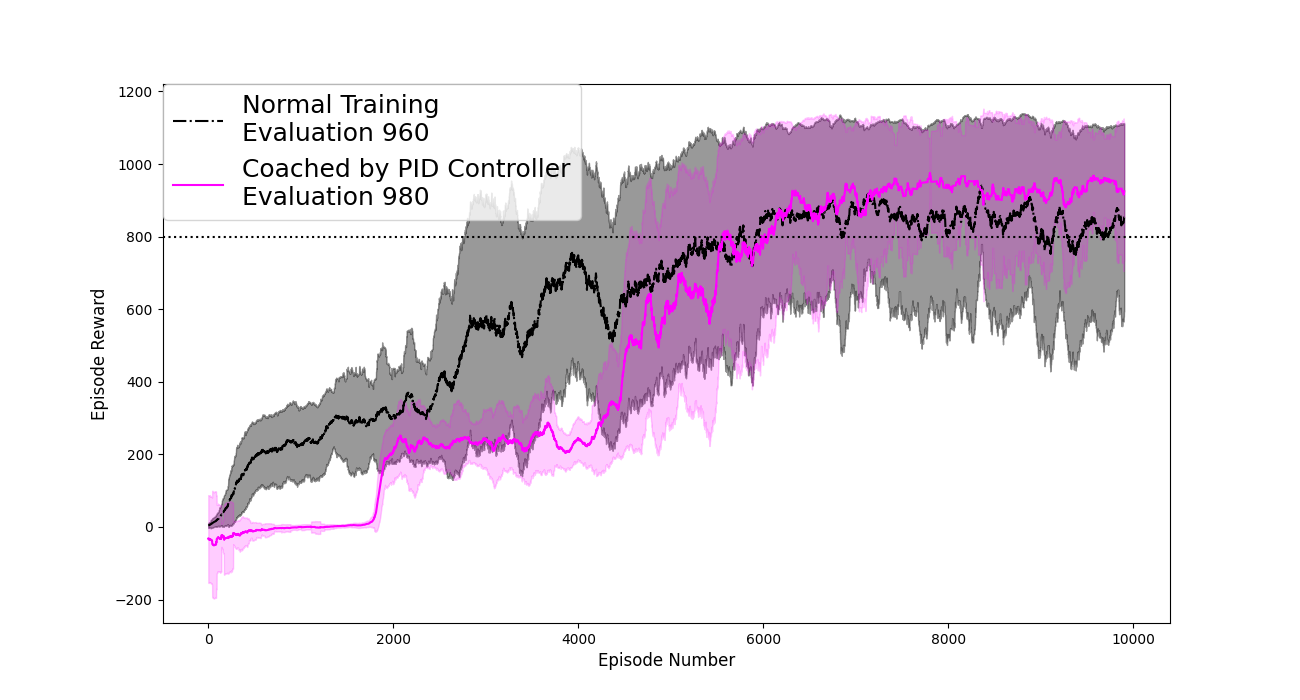 Normal Training
Evaluation 960
Coached by PID Controller
Evaluation 980
1200
1000
800
600
400
200
0
−200
Episode Reward
0 2000 4000 6000 8000 10000
Episode Number